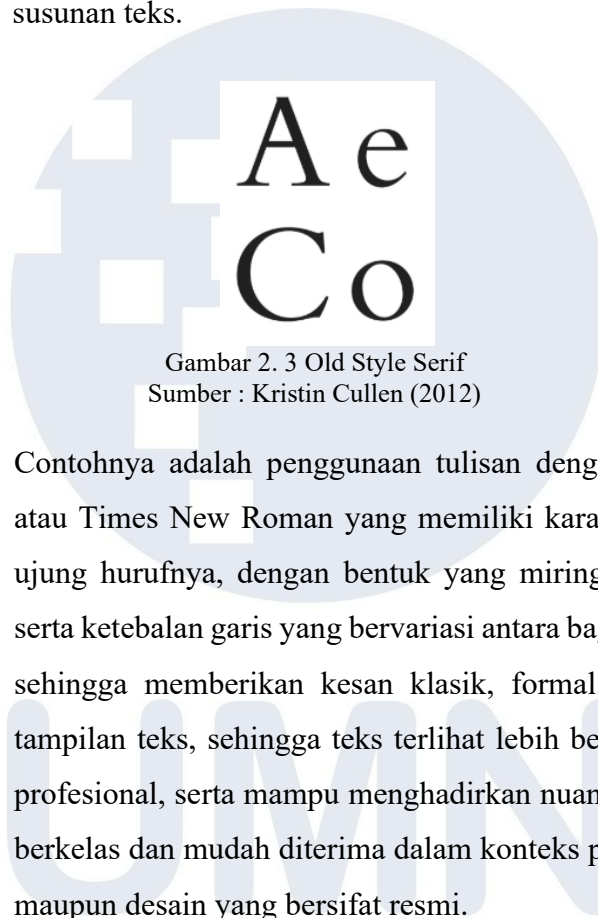 susunan teks.
A e
C o
Gambar 2. 3 Old Style Serif
Sumber : Kristin Cullen (2012)
Contohnya adalah penggunaan tulisan
atau Times New Roman yang memiliki
ujung hurufnya, dengan bentuk yang miring
serta ketebalan garis yang bervariasi antara
sehingga memberikan kesan klasik, formal
tampilan teks, sehingga teks terlihat lebih
profesional, serta mampu menghadirkan
berkelas dan mudah diterima dalam konteks
maupun desain yang bersifat resmi.
UMN